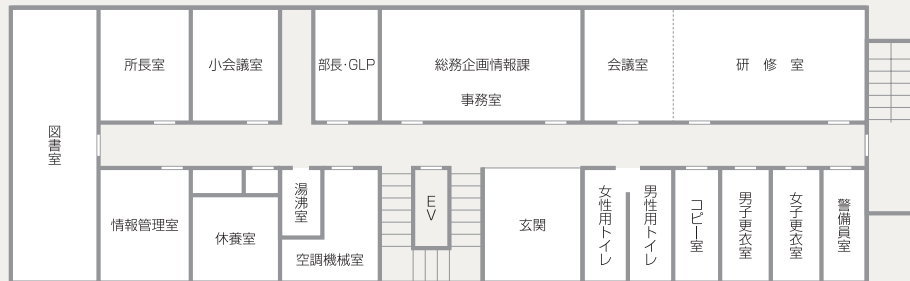 所長室
小会議室
部長・GLP
総務企画情報課
事務室
会議室
研 修 室
図書室
情報管理室
休養室
湯沸室
空調機械室
EV
玄関
女性用トイレ
男性用トイレ
コピー室
男子更衣室
女子更衣室
警備員室